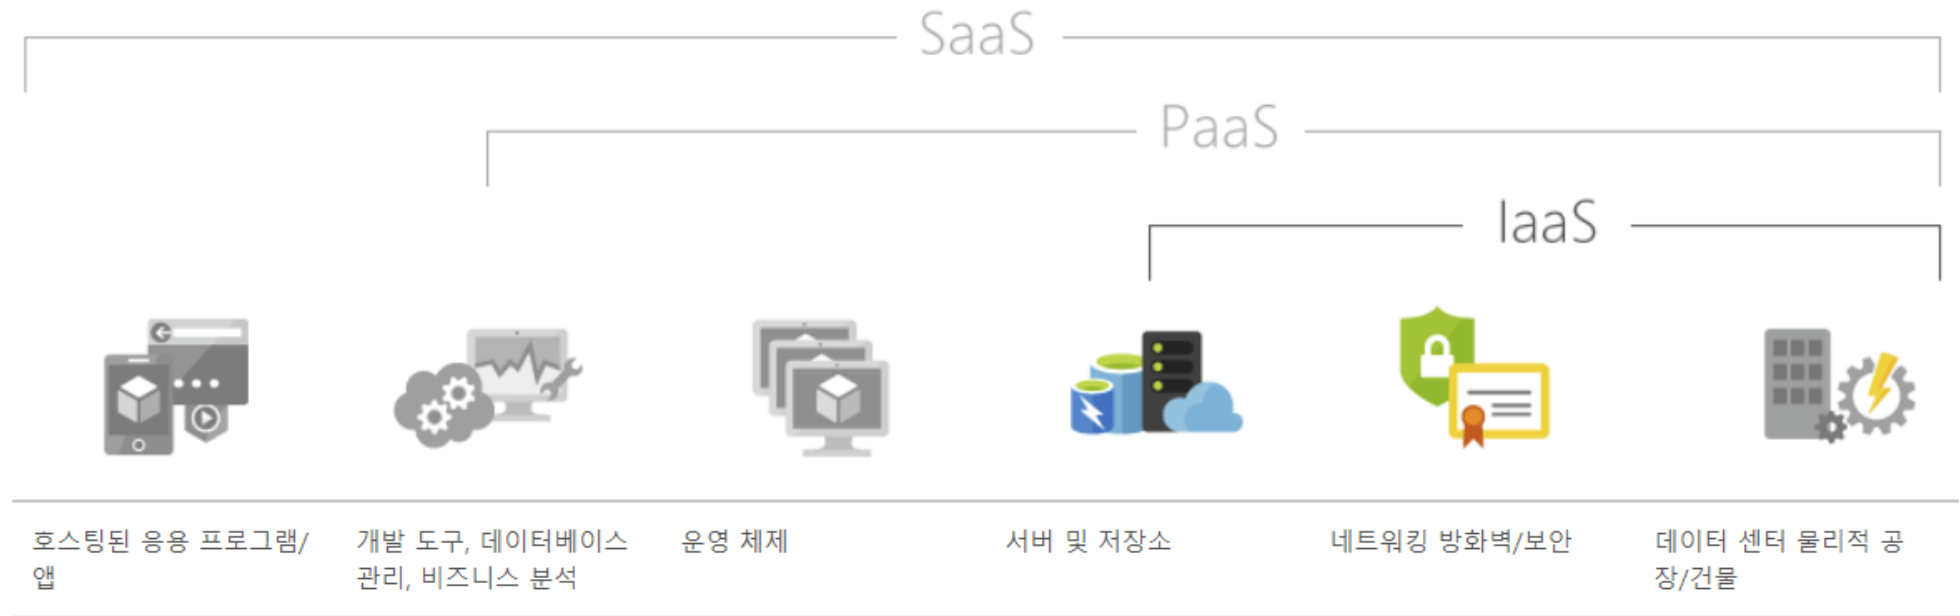 SaaS
PaaS
IaaS
호스팅된 응용 프로그램/
앱
개발 도구, 데이터베이스
관리, 비즈니스 분석
운영 체제
서버 및 저장소
네트워킹 방화벽/보안
데이터 센터 물리적 공
장/건물